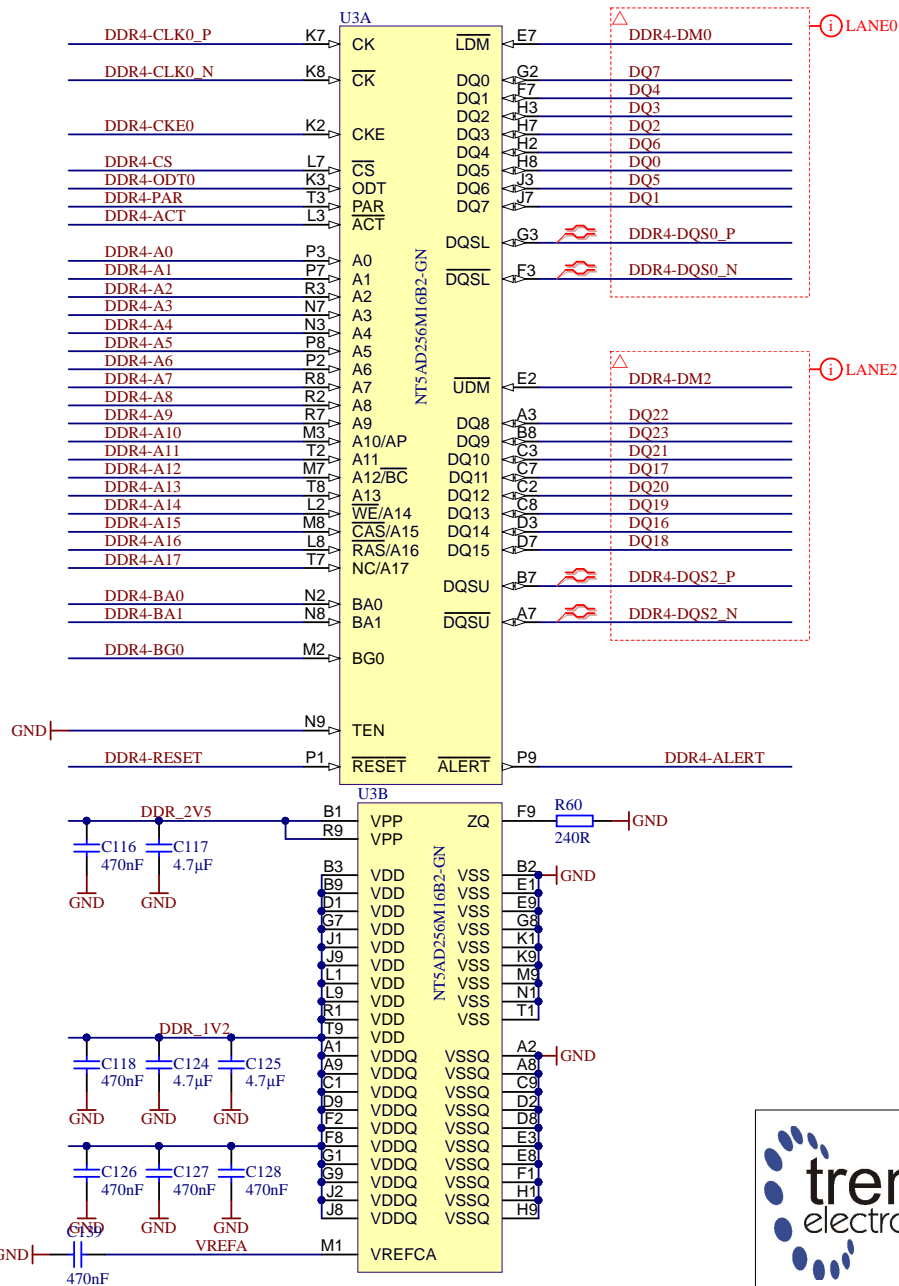 U3A
DDR4-CLK0_P K7 CK LDM E7 DDR4-DM0 LANE0
DDR4-CLK0_N K8 CK DQ0 G2 DQ7
DQ1 F7 DQ4
DQ2 H3 DQ3
DDR4-CKE0 K2 CKE DQ3 H7 DQ2
DQ4 H2 DQ6
DDR4-CS L7 CS DQ5 H8 DQ0
DDR4-ODT0 K3 ODT DQ6 J3 DQ5
DDR4-PAR T3 PAR DQ7 J7 DQ1
DDR4-ACT L3 ACT
DQSL G3 DDR4-DQS0_P
DDR4-A0 P3 A0
DDR4-A1 P7 A1 DQSL F3 DDR4-DQS0_N
DDR4-A2 R3 A2
DDR4-A3 N7 A3
DDR4-A4 N3 A4
DDR4-A5 P8 A5
DDR4-A6 P2 A6 LANE2
DDR4-A7 R8 A7 UDM E2 DDR4-DM2
DDR4-A8 R2 A8
DDR4-A9 R7 A9 DQ8 A3 DQ22
DDR4-A10 M3 A10/AP DQ9 B8 DQ23
DDR4-A11 T2 A11 DQ10 C3 DQ21
DDR4-A12 M7 A12/BC DQ11 C7 DQ17
DDR4-A13 T8 A13 DQ12 C2 DQ20
DDR4-A14 L2 WE/A14 DQ13 C8 DQ19
DDR4-A15 M8 CAS/A15 DQ14 D3 DQ16
DDR4-A16 L8 RAS/A16 DQ15 D7 DQ18
DDR4-A17 T7 NC/A17
DQSU B7 DDR4-DQS2_P
DDR4-BA0 N2 BA0
DDR4-BA1 N8 BA1 DQSU A7 DDR4-DQS2_N
DDR4-BG0 M2 BG0
NT5AD256M16B2-GN
GND N9 TEN
DDR4-RESET P1 RESET ALERT P9 DDR4-ALERT
U3B
DDR_2V5 B1 VPP ZQ F9 R60 240R GND
R9 VPP
C116 470nF GND
C117 4.7µF GND
NT5AD256M16B2-GN
B3 VDD VSS B2 GND
B9 VDD VSS E1
D1 VDD VSS E9
G7 VDD VSS G8
J1 VDD VSS K1
J9 VDD VSS K9
L1 VDD VSS M9
L9 VDD VSS N1
R1 VDD VSS T1
DDR_1V2 T9 VDD
A1 VDDQ VSSQ A2 GND
A9 VDDQ VSSQ A8
C1 VDDQ VSSQ C9
D9 VDDQ VSSQ D2
F2 VDDQ VSSQ D8
F8 VDDQ VSSQ E3
G1 VDDQ VSSQ E8
G9 VDDQ VSSQ F1
J2 VDDQ VSSQ H1
J8 VDDQ VSSQ H9
C118 470nF GND
C124 4.7µF GND
C125 4.7µF GND
C126 470nF GND
C127 470nF GND
C128 470nF GND
GND C139 470nF VREFA M1 VREFCA
tren
electro